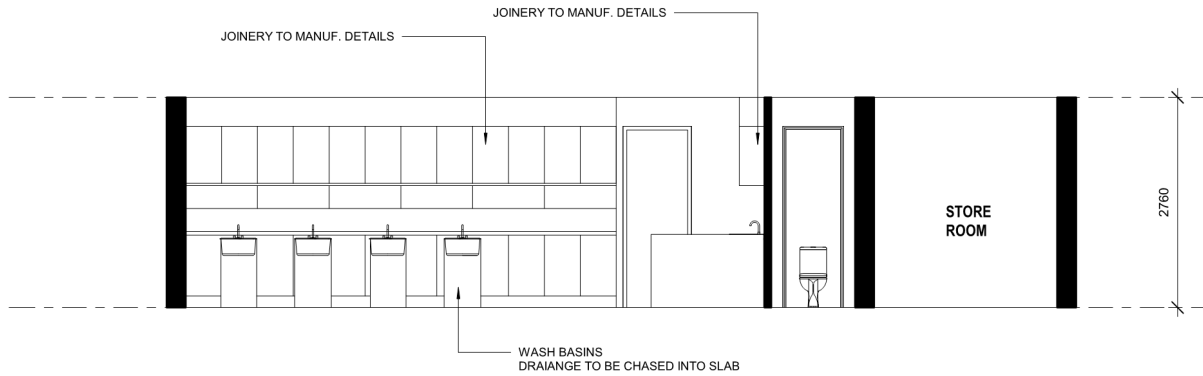 JOINERY TO MANUF. DETAILS
JOINERY TO MANUF. DETAILS
2760
STORE
ROOM
WASH BASINS
DRAIANGE TO BE CHASED INTO SLAB